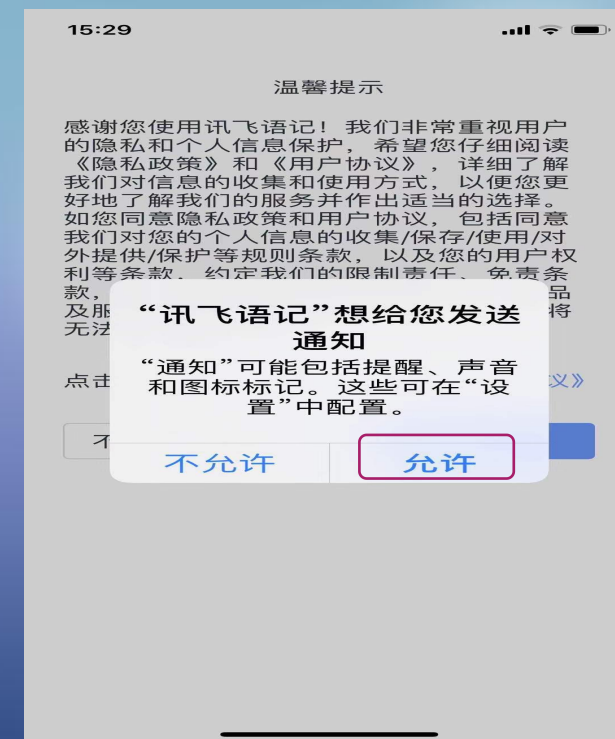 15:29
温馨提示
感谢您使用讯飞语记！我们非常重视用户
的隐私和个人信息保护，希望您仔细阅读
《隐私政策》和《用户协议》，详细了解
我们对信息的收集和使用方式，以便您更
好地了解我们的服务并作出适当的选择。
如您同意隐私政策和用户协议，包括同意
我们对您的个人信息的收集/保存/使用/对
外提供/保护等规则条款，以及您的用户权
利等条款，约定我们的限制责任、免责条
款，
品
及服
将
无法
“讯飞语记”想给您发送
通知
“通知”可能包括提醒、声音
和图标标记。这些可在“设
置”中配置。
点击
议》
不允许
允许